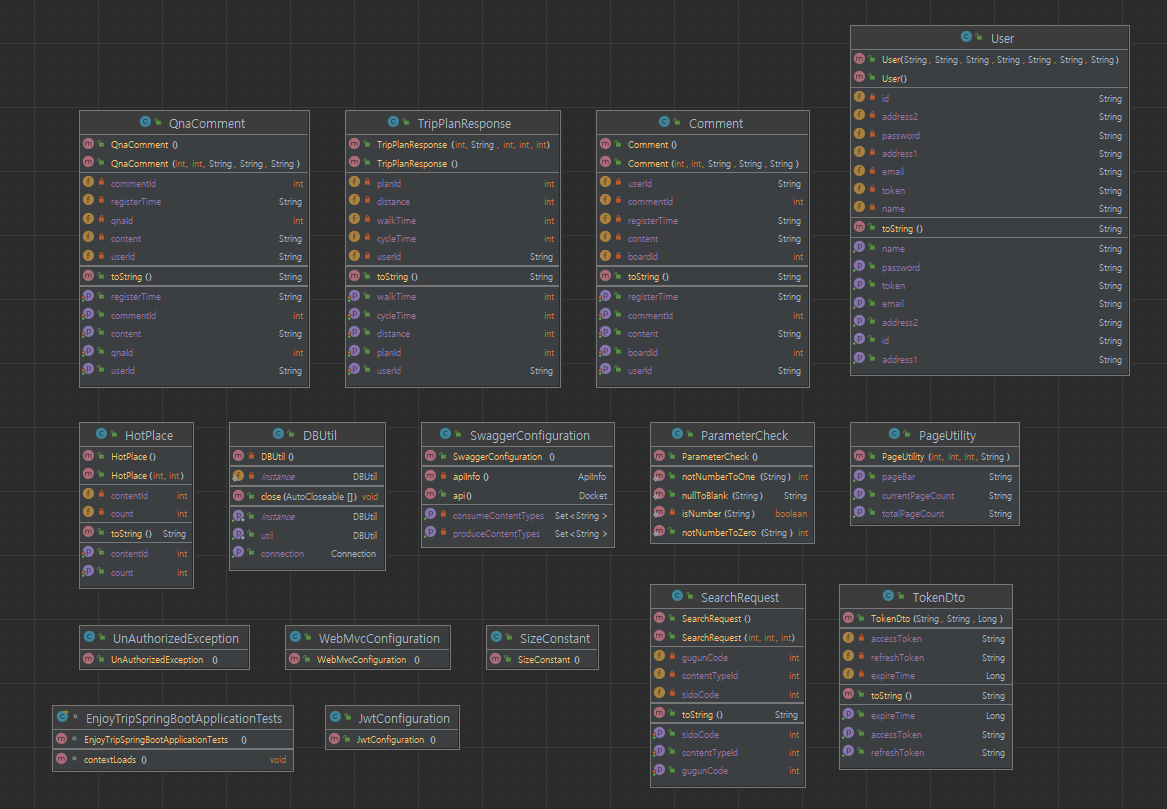 User
User(String, String, String, String, String, String, String)
User()
id String
address2 String
password String
address1 String
email String
token String
name String
toString () String
name String
password String
token String
email String
address2 String
id String
address1 String
QnaComment
QnaComment ()
QnaComment (int, int, String, String, String)
commentId int
registerTime String
qnaId int
content String
userId String
toString () String
registerTime String
commentId int
content String
qnaId int
userId String
TripPlanResponse
TripPlanResponse (int, String, int, int, int)
TripPlanResponse ()
planId int
distance int
walkTime int
cycleTime int
userId String
toString () String
walkTime int
cycleTime int
distance int
planId int
userId String
Comment
Comment ()
Comment (int, int, String, String, String)
userId String
commentId int
registerTime String
content String
boardId int
toString () String
registerTime String
commentId int
content String
boardId int
userId String
HotPlace
HotPlace ()
HotPlace (int, int)
contentId int
count int
toString () String
contentId int
count int
DBUtil
DBUtil ()
instance DBUtil
close (AutoCloseable []) void
instance DBUtil
util DBUtil
connection Connection
SwaggerConfiguration
SwaggerConfiguration ()
apiInfo () ApiInfo
api() Docket
consumeContentTypes Set<String>
produceContentTypes Set<String>
ParameterCheck
ParameterCheck ()
notNumberToOne (String) int
nullToBlank (String) String
isNumber (String) boolean
notNumberToZero (String) int
PageUtility
PageUtility (int, int, int, String)
pageBar String
currentPageCount String
totalPageCount String
UnAuthorizedException
UnAuthorizedException ()
WebMvcConfiguration
WebMvcConfiguration ()
SizeConstant
SizeConstant ()
SearchRequest
SearchRequest ()
SearchRequest (int, int, int)
gugunCode int
contentTypeId int
sidoCode int
toString () String
sidoCode int
contentTypeId int
gugunCode int
TokenDto
TokenDto (String, String, Long)
accessToken String
refreshToken String
expireTime Long
toString () String
expireTime Long
accessToken String
refreshToken String
EnjoyTripSpringBootApplicationTests
EnjoyTripSpringBootApplicationTests ()
contextLoads () void
JwtConfiguration
JwtConfiguration ()